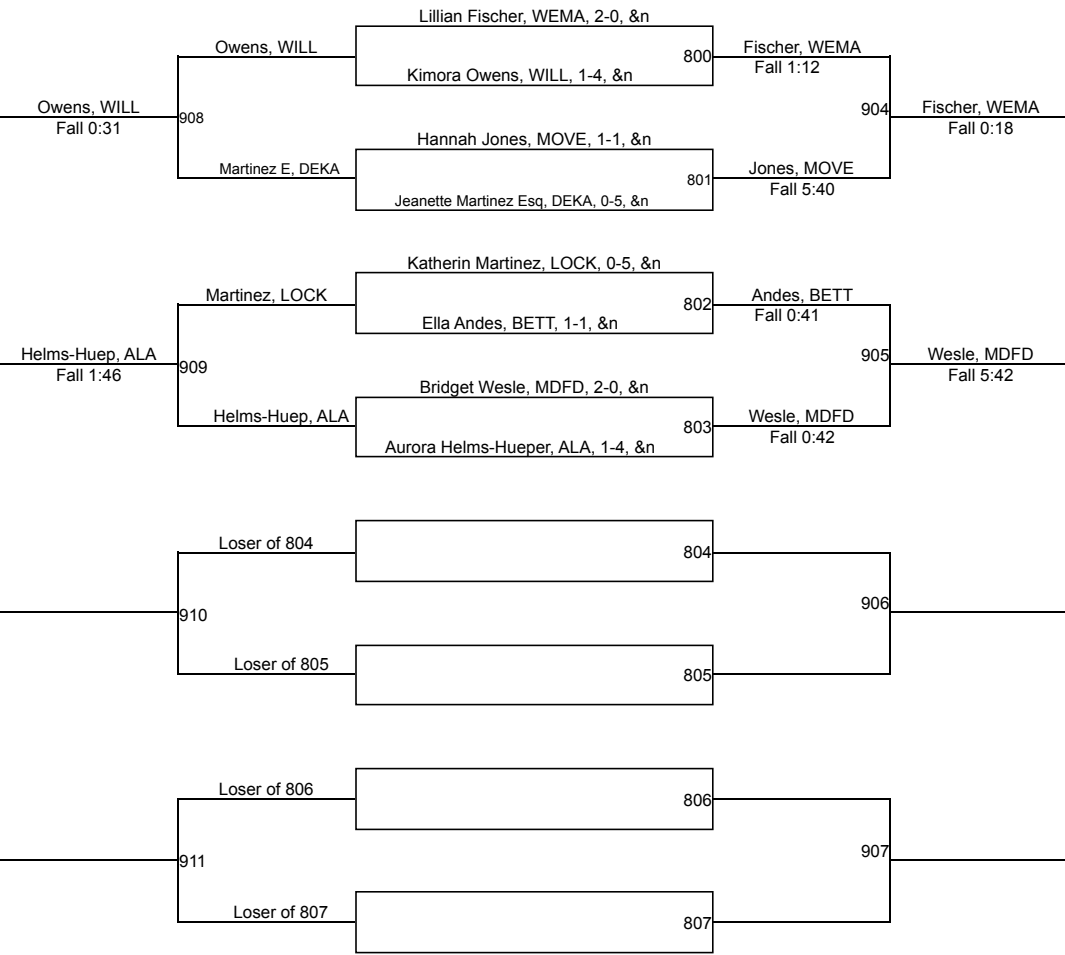 Lillian Fischer, WEMA, 2-0, &n
Owens, WILL
800
Fischer, WEMA
Fall 1:12
Kimora Owens, WILL, 1-4, &n
Owens, WILL
Fall 0:31
908
904
Fischer, WEMA
Fall 0:18
Hannah Jones, MOVE, 1-1, &n
Martinez E, DEKA
801
Jones, MOVE
Fall 5:40
Jeanette Martinez Esq, DEKA, 0-5, &n
Katherin Martinez, LOCK, 0-5, &n
Martinez, LOCK
802
Andes, BETT
Fall 0:41
Ella Andes, BETT, 1-1, &n
Helms-Huep, ALA
Fall 1:46
909
905
Wesle, MDFD
Fall 5:42
Bridget Wesle, MDFD, 2-0, &n
Helms-Huep, ALA
803
Wesle, MDFD
Fall 0:42
Aurora Helms-Hueper, ALA, 1-4, &n
Loser of 804
804
910
906
Loser of 805
805
Loser of 806
806
911
907
Loser of 807
807